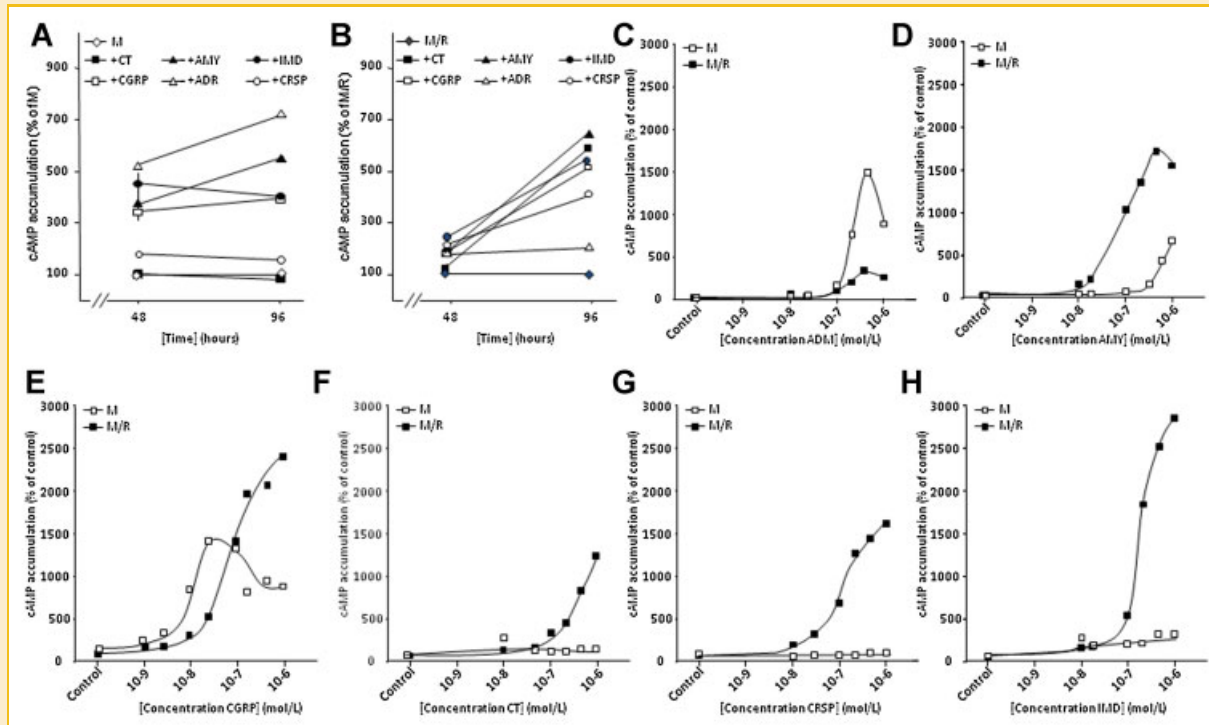 A
M
+CT +AMY +IMD
+CGRP +ADR +CRSP
cAMP accumulation (% of M)
900
700
500
300
100
48 96
[Time] (hours)
B
M/R
+CT +AMY +IMD
+CGRP +ADR +CRSP
cAMP accumulation (% of M/R)
900
700
500
300
100
48 96
[Time] (hours)
C
M
M/R
cAMP accumulation (% of control)
3000
2500
2000
1500
1000
500
0
Control 10-9 10-8 10-7 10-6
[Concentration ADM] (mol/L)
D
M
M/R
cAMP accumulation (% of control)
3000
2500
2000
1500
1000
500
0
Control 10-9 10-8 10-7 10-6
[Concentration AMY] (mol/L)
E
M
M/R
cAMP accumulation (% of control)
3000
2500
2000
1500
1000
500
0
Control 10-9 10-8 10-7 10-6
[Concentration CGRP] (mol/L)
F
M
M/R
cAMP accumulation (% of control)
3000
2500
2000
1500
1000
500
0
Control 10-9 10-8 10-7 10-6
[Concentration CT] (mol/L)
G
M
M/R
cAMP accumulation (% of control)
3000
2500
2000
1500
1000
500
0
Control 10-9 10-8 10-7 10-6
[Concentration CRSP] (mol/L)
H
M
M/R
cAMP accumulation (% of control)
3000
2500
2000
1500
1000
500
0
Control 10-9 10-8 10-7 10-6
[Concentration IMD] (mol/L)